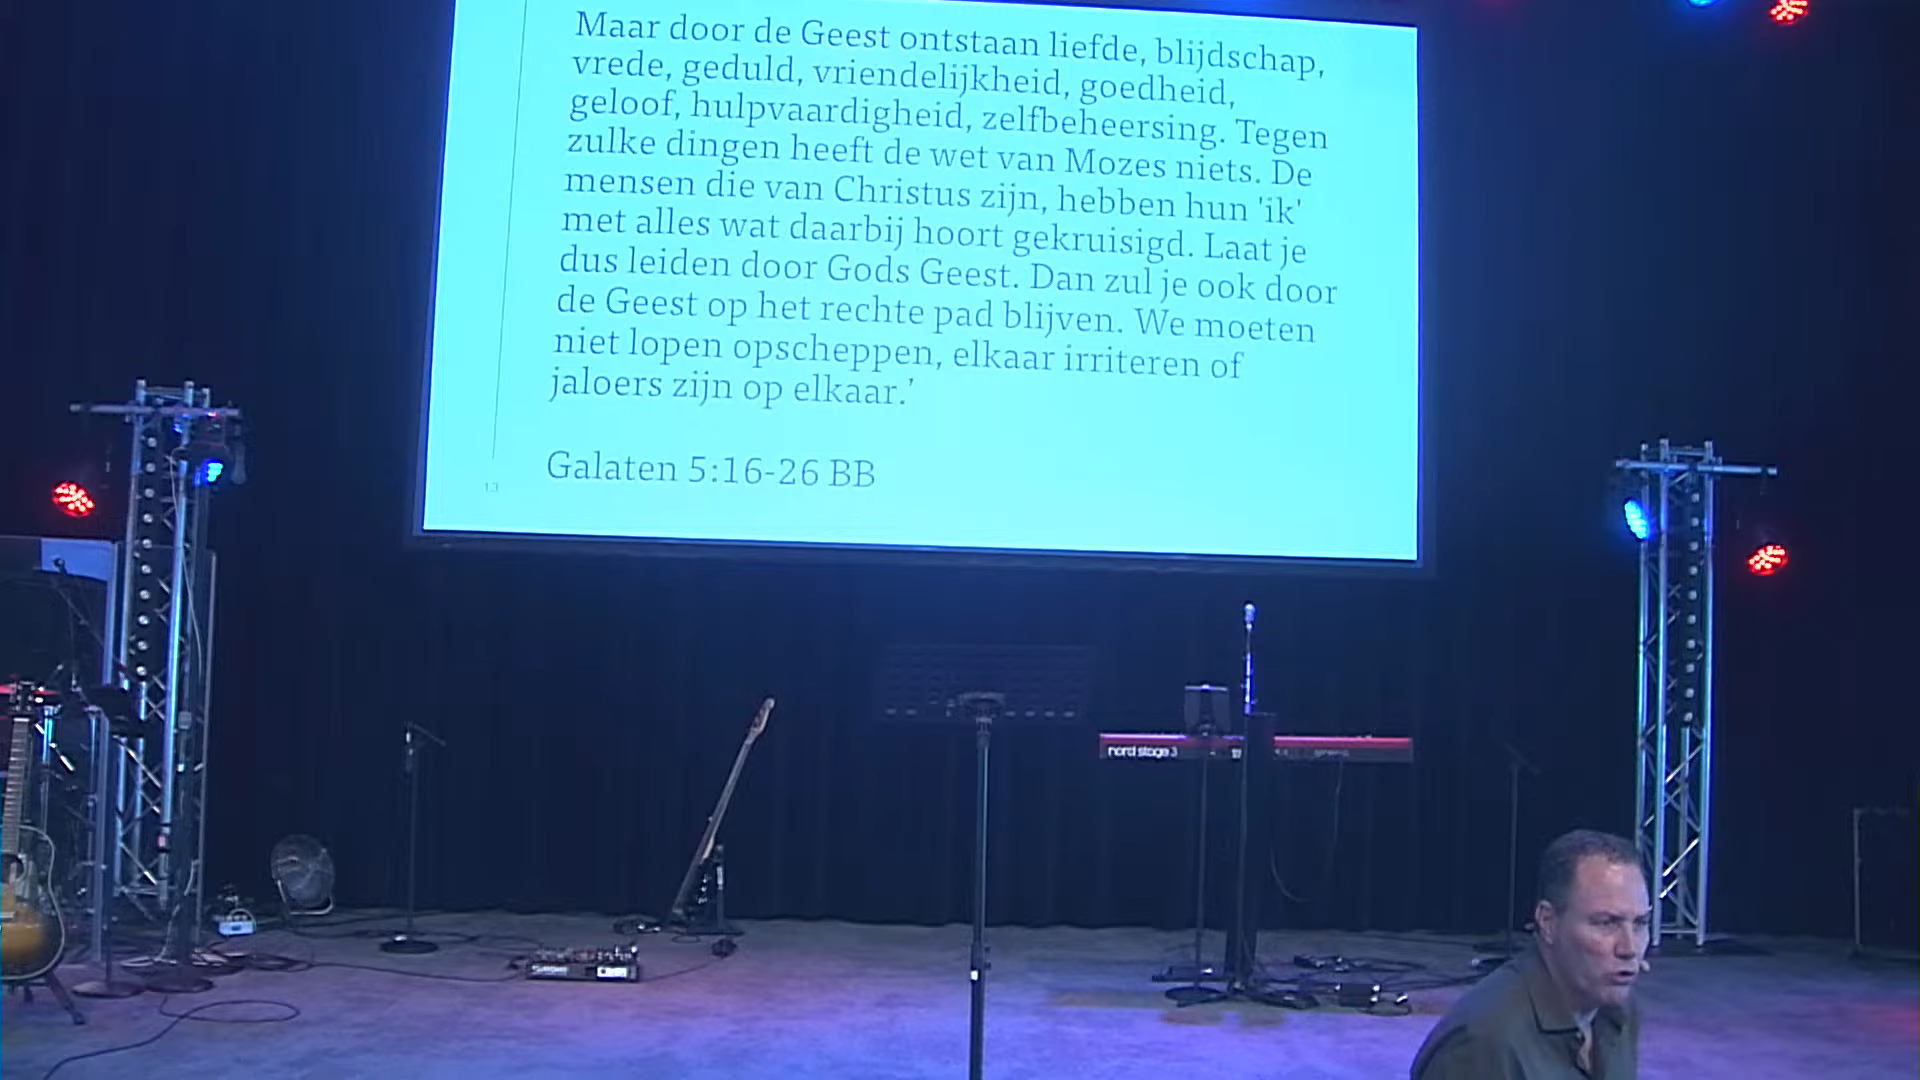 Maar door de Geest ontstaan liefde, blijdschap,
vrede, geduld, vriendelijkheid, goedheid,
geloof, hulpvaardigheid, zelfbeheersing. Tegen
zulke dingen heeft de wet van Mozes niets. De
mensen die van Christus zijn, hebben hun 'ik'
met alles wat daarbij hoort gekruisigd. Laat je
dus leiden door Gods Geest. Dan zul je ook door
de Geest op het rechte pad blijven. We moeten
niet lopen opscheppen, elkaar irriteren of
jaloers zijn op elkaar.’
Galaten 5:16-26 BB
13
nord stage 3